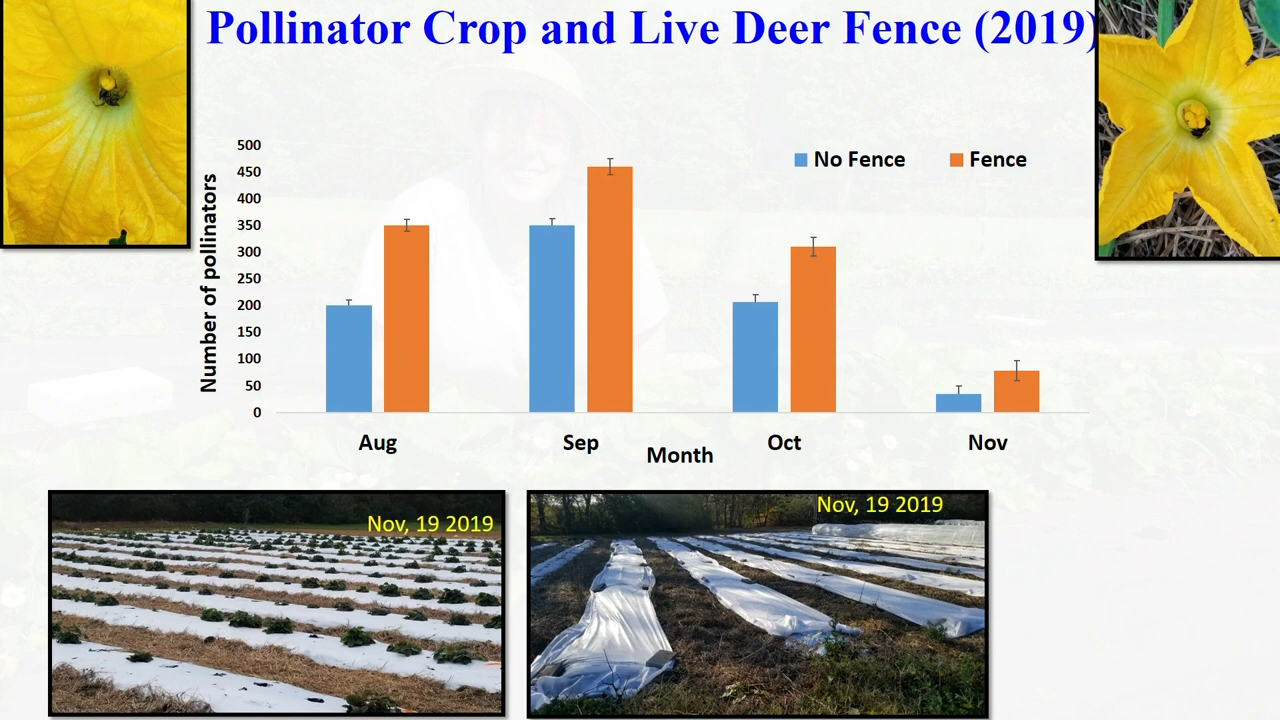 Pollinator Crop and Live Deer Fence (2019)
Number of pollinators
500
450
400
350
300
250
200
150
100
50
0
No Fence
Fence
Aug
Sep
Oct
Nov
Month
Nov, 19 2019
Nov, 19 2019